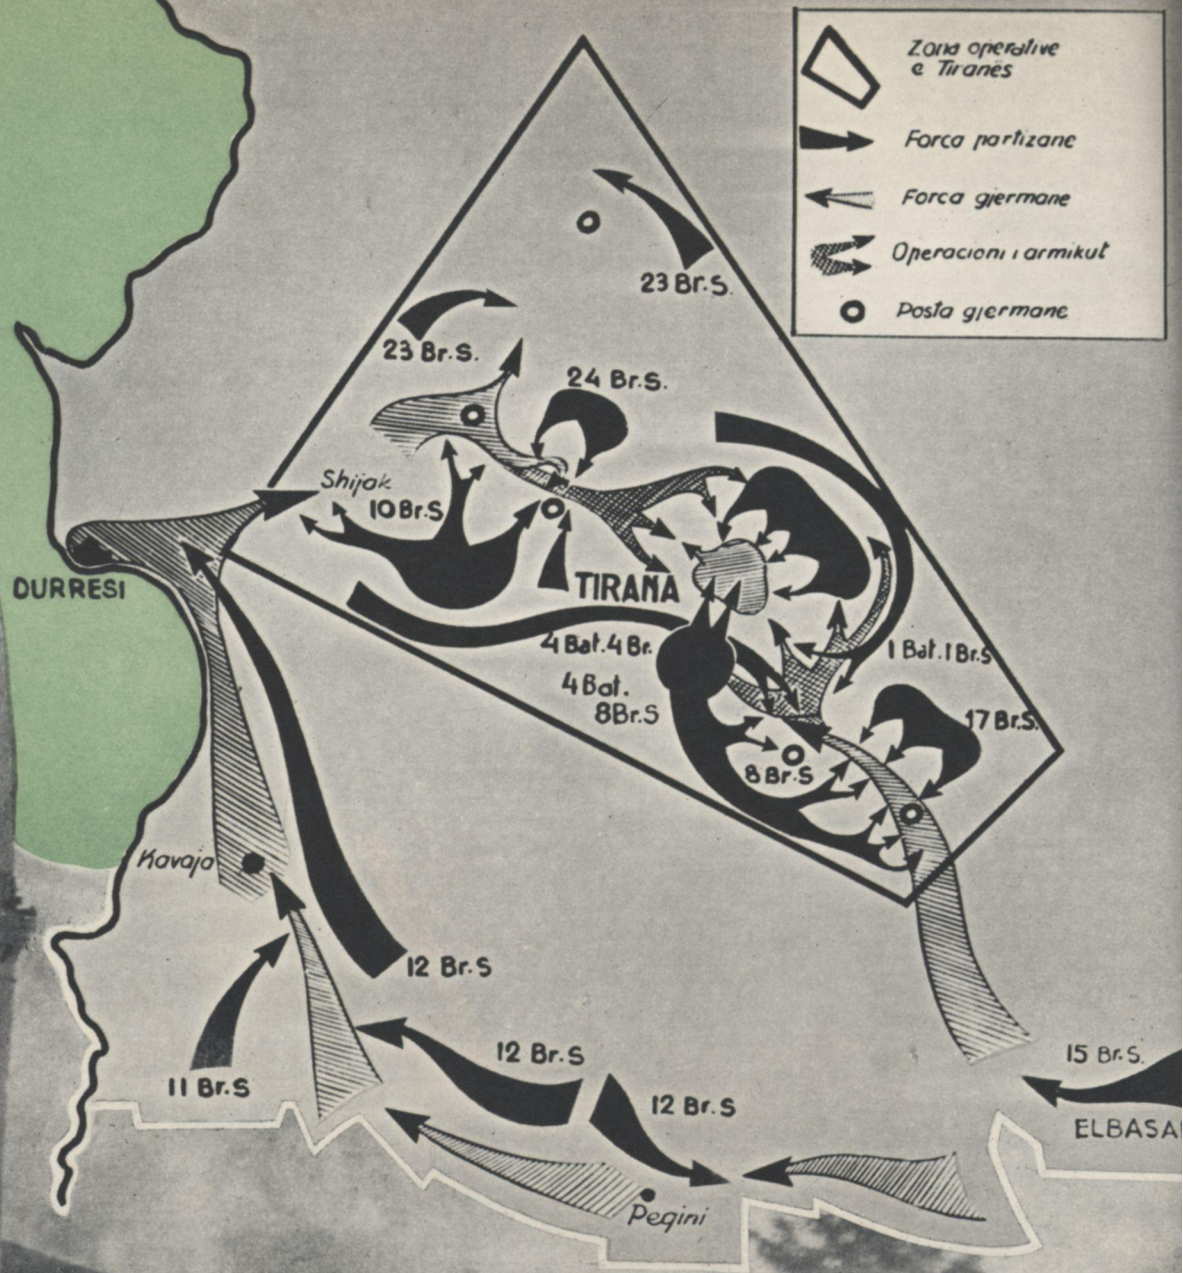 Zona operative
e Tiranës
Forca partizane
Forca gjermane
Operacioni i armikut
Posta gjermane
23 Br.S.
23 Br.S.
24 Br.S.
Shijak
10 Br.S
DURRESI
TIRANA
4 Bat. 4 Br.
4 Bat.
8Br.S
1 Bat. 1 Br.S
17 Br.S.
8 Br.S
Kavaja
12 Br.S
11 Br.S
12 Br.S
12 Br.S
15 Br.S.
ELBASA
Peqini